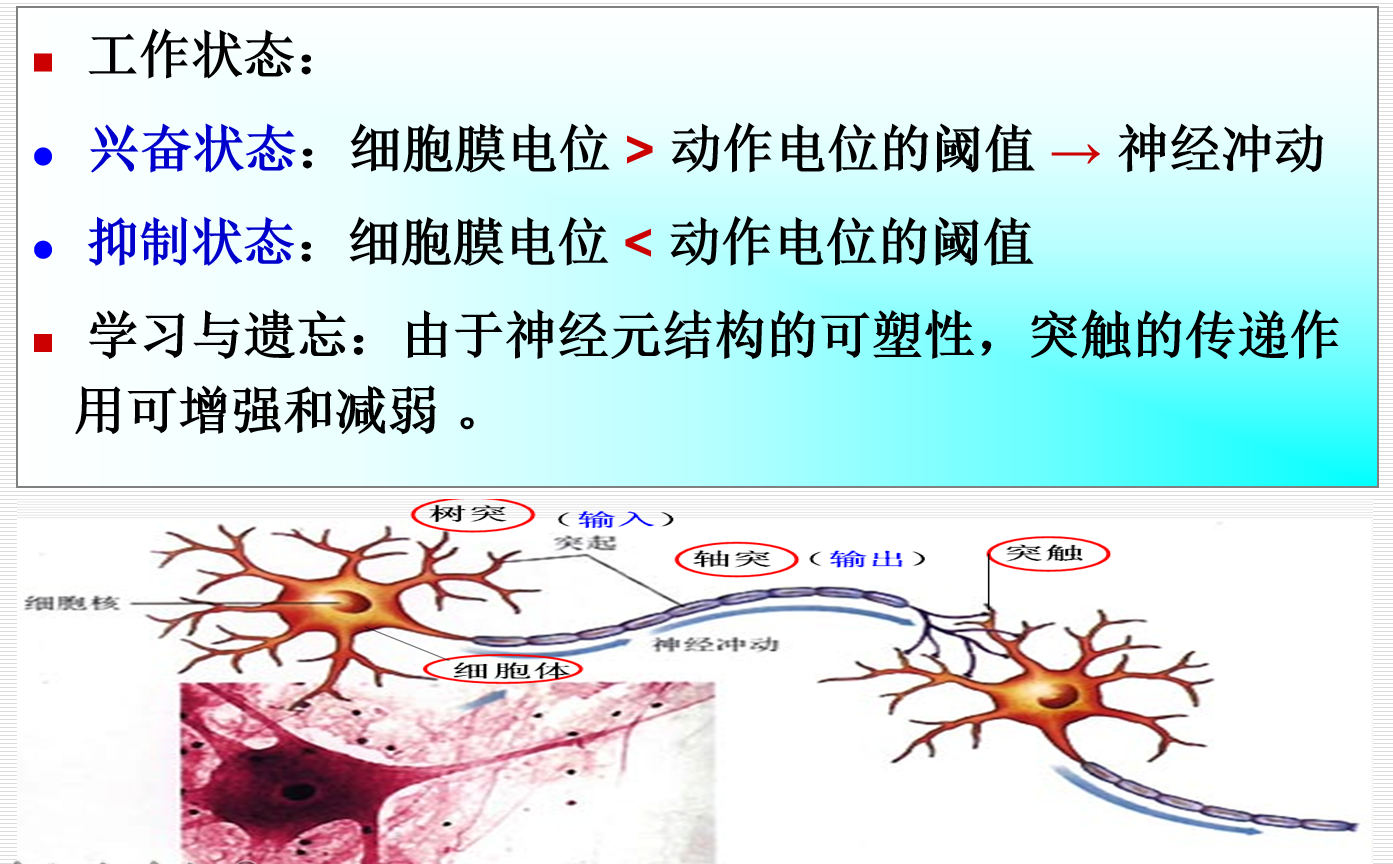 工作状态：
兴奋状态：细胞膜电位 > 动作电位的阈值 → 神经冲动
抑制状态：细胞膜电位 < 动作电位的阈值
学习与遗忘：由于神经元结构的可塑性，突触的传递作
用可增强和减弱 。
树突 （输入）
突起
轴突 （输出）
突触
细胞核
神经冲动
细胞体